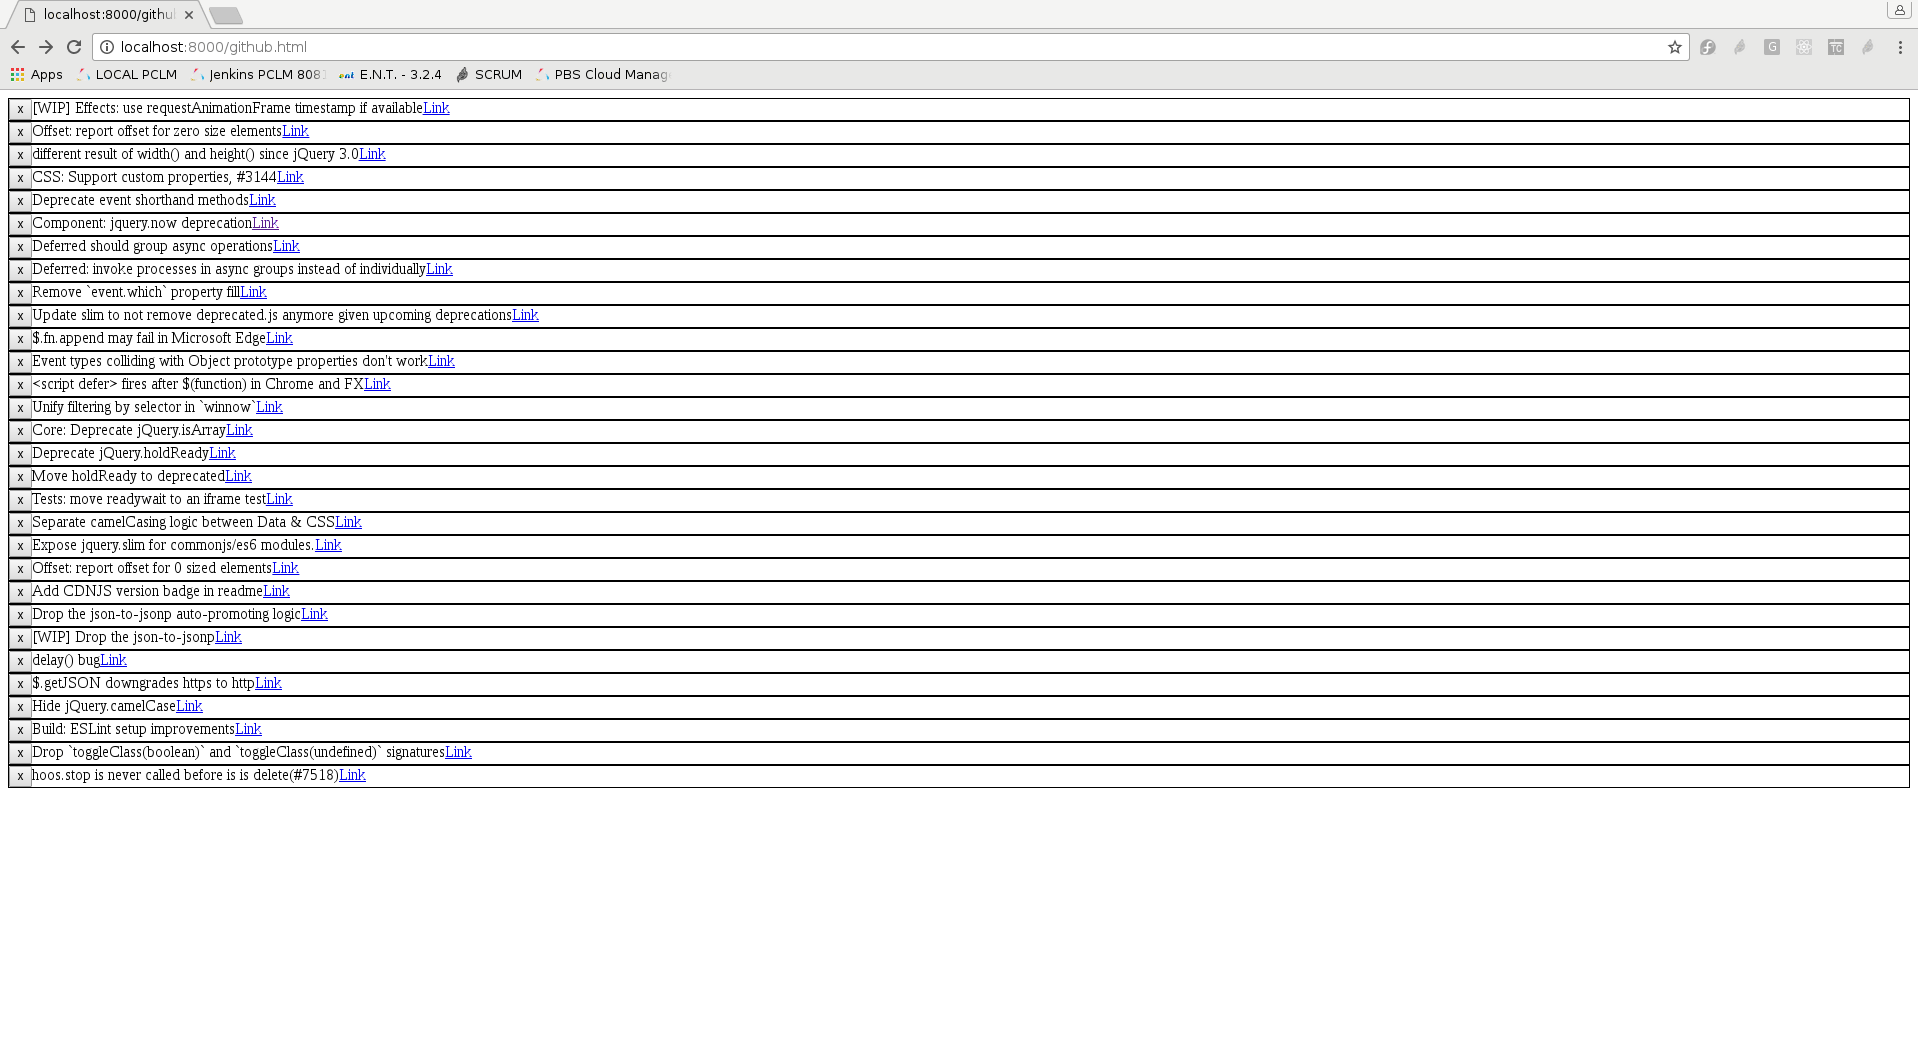 localhost:8000/githu
localhost:8000/github.html
Apps LOCAL PCLM Jenkins PCLM 808 E.N.T. - 3.2.4 SCRUM PBS Cloud Manag
x [WIP] Effects: use requestAnimationFrame timestamp if availableLink
x Offset: report offset for zero size elementsLink
x different result of width() and height() since jQuery 3.0Link
x CSS: Support custom properties, #3144Link
x Deprecate event shorthand methodsLink
x Component: jquery.now deprecationLink
x Deferred should group async operationsLink
x Deferred: invoke processes in async groups instead of individuallyLink
x Remove `event.which` property fillLink
x Update slim to not remove deprecated.js anymore given upcoming deprecationsLink
x $.fn.append may fail in Microsoft EdgeLink
x Event types colliding with Object prototype properties don't workLink
x <script defer> fires after $(function) in Chrome and FXLink
x Unify filtering by selector in `winnow`Link
x Core: Deprecate jQuery.isArrayLink
x Deprecate jQuery.holdReadyLink
x Move holdReady to deprecatedLink
x Tests: move readywait to an iframe testLink
x Separate camelCasing logic between Data & CSSLink
x Expose jquery.slim for commonjs/es6 modules.Link
x Offset: report offset for 0 sized elementsLink
x Add CDNJS version badge in readmeLink
x Drop the json-to-jsonp auto-promoting logicLink
x [WIP] Drop the json-to-jsonpLink
x delay() bugLink
x $.getJSON downgrades https to httpLink
x Hide jQuery.camelCaseLink
x Build: ESLint setup improvementsLink
x Drop `toggleClass(boolean)` and `toggleClass(undefined)` signaturesLink
x hoos.stop is never called before is is delete(#7518)Link